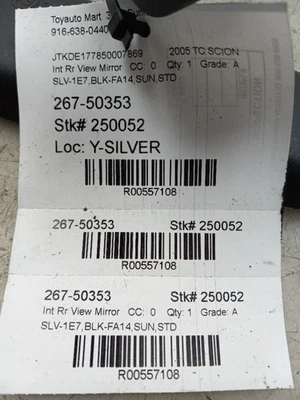 Toyauto Mart
916-638-0440
JTKDE177850007869 2005 TC SCION
Int Rr View Mirror CC: 0 Qty: 1 Grade: A
SLV-1E7,BLK-FA14,SUN,STD
267-50353
Stk# 250052
Loc: Y-SILVER
R00557108
267-50353 Stk# 250052
R00557108
267-50353 Stk# 250052
Int Rr View Mirror CC: 0 Qty: 1 Grade: A
SLV-1E7,BLK-FA14,SUN,STD
R00557108